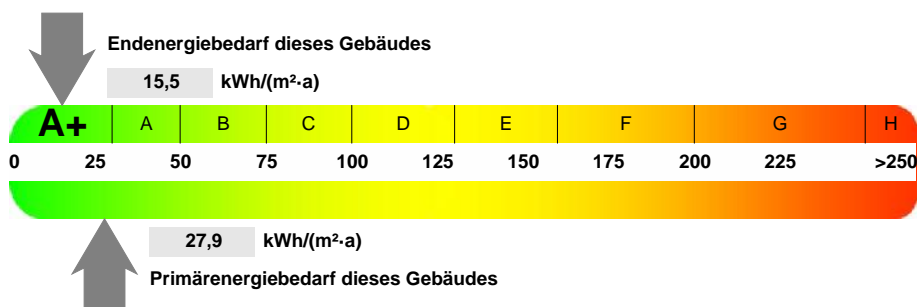 Endenergiebedarf dieses Gebäudes
15,5 kWh/(m²·a)
A+ A B C D E F G H
0 25 50 75 100 125 150 175 200 225 >250
27,9 kWh/(m²·a)
Primärenergiebedarf dieses Gebäudes